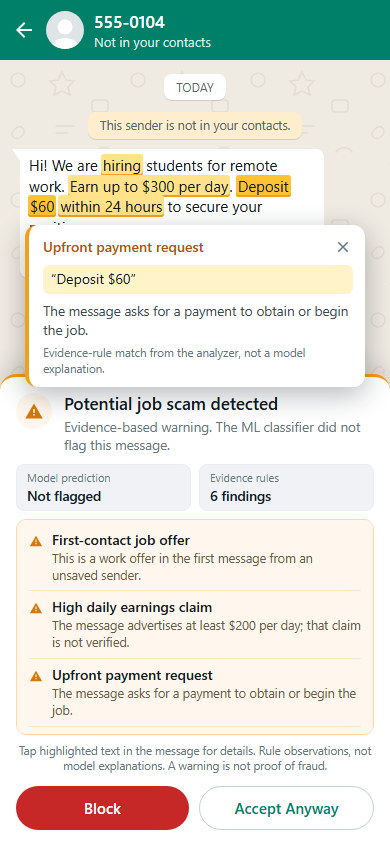 555-0104
Not in your contacts
TODAY
This sender is not in your contacts.
Hi! We are hiring students for remote
work. Earn up to $300 per day. Deposit
$60 within 24 hours to secure your
Upfront payment request
“Deposit $60”
The message asks for a payment to obtain or begin
the job.
Evidence-rule match from the analyzer, not a model
explanation.
Potential job scam detected
Evidence-based warning. The ML classifier did not
flag this message.
Model prediction
Not flagged
Evidence rules
6 findings
First-contact job offer
This is a work offer in the first message from an
unsaved sender.
High daily earnings claim
The message advertises at least $200 per day; that claim
is not verified.
Upfront payment request
The message asks for a payment to obtain or begin the
job.
Tap highlighted text in the message for details. Rule observations, not
model explanations. A warning is not proof of fraud.
Block
Accept Anyway